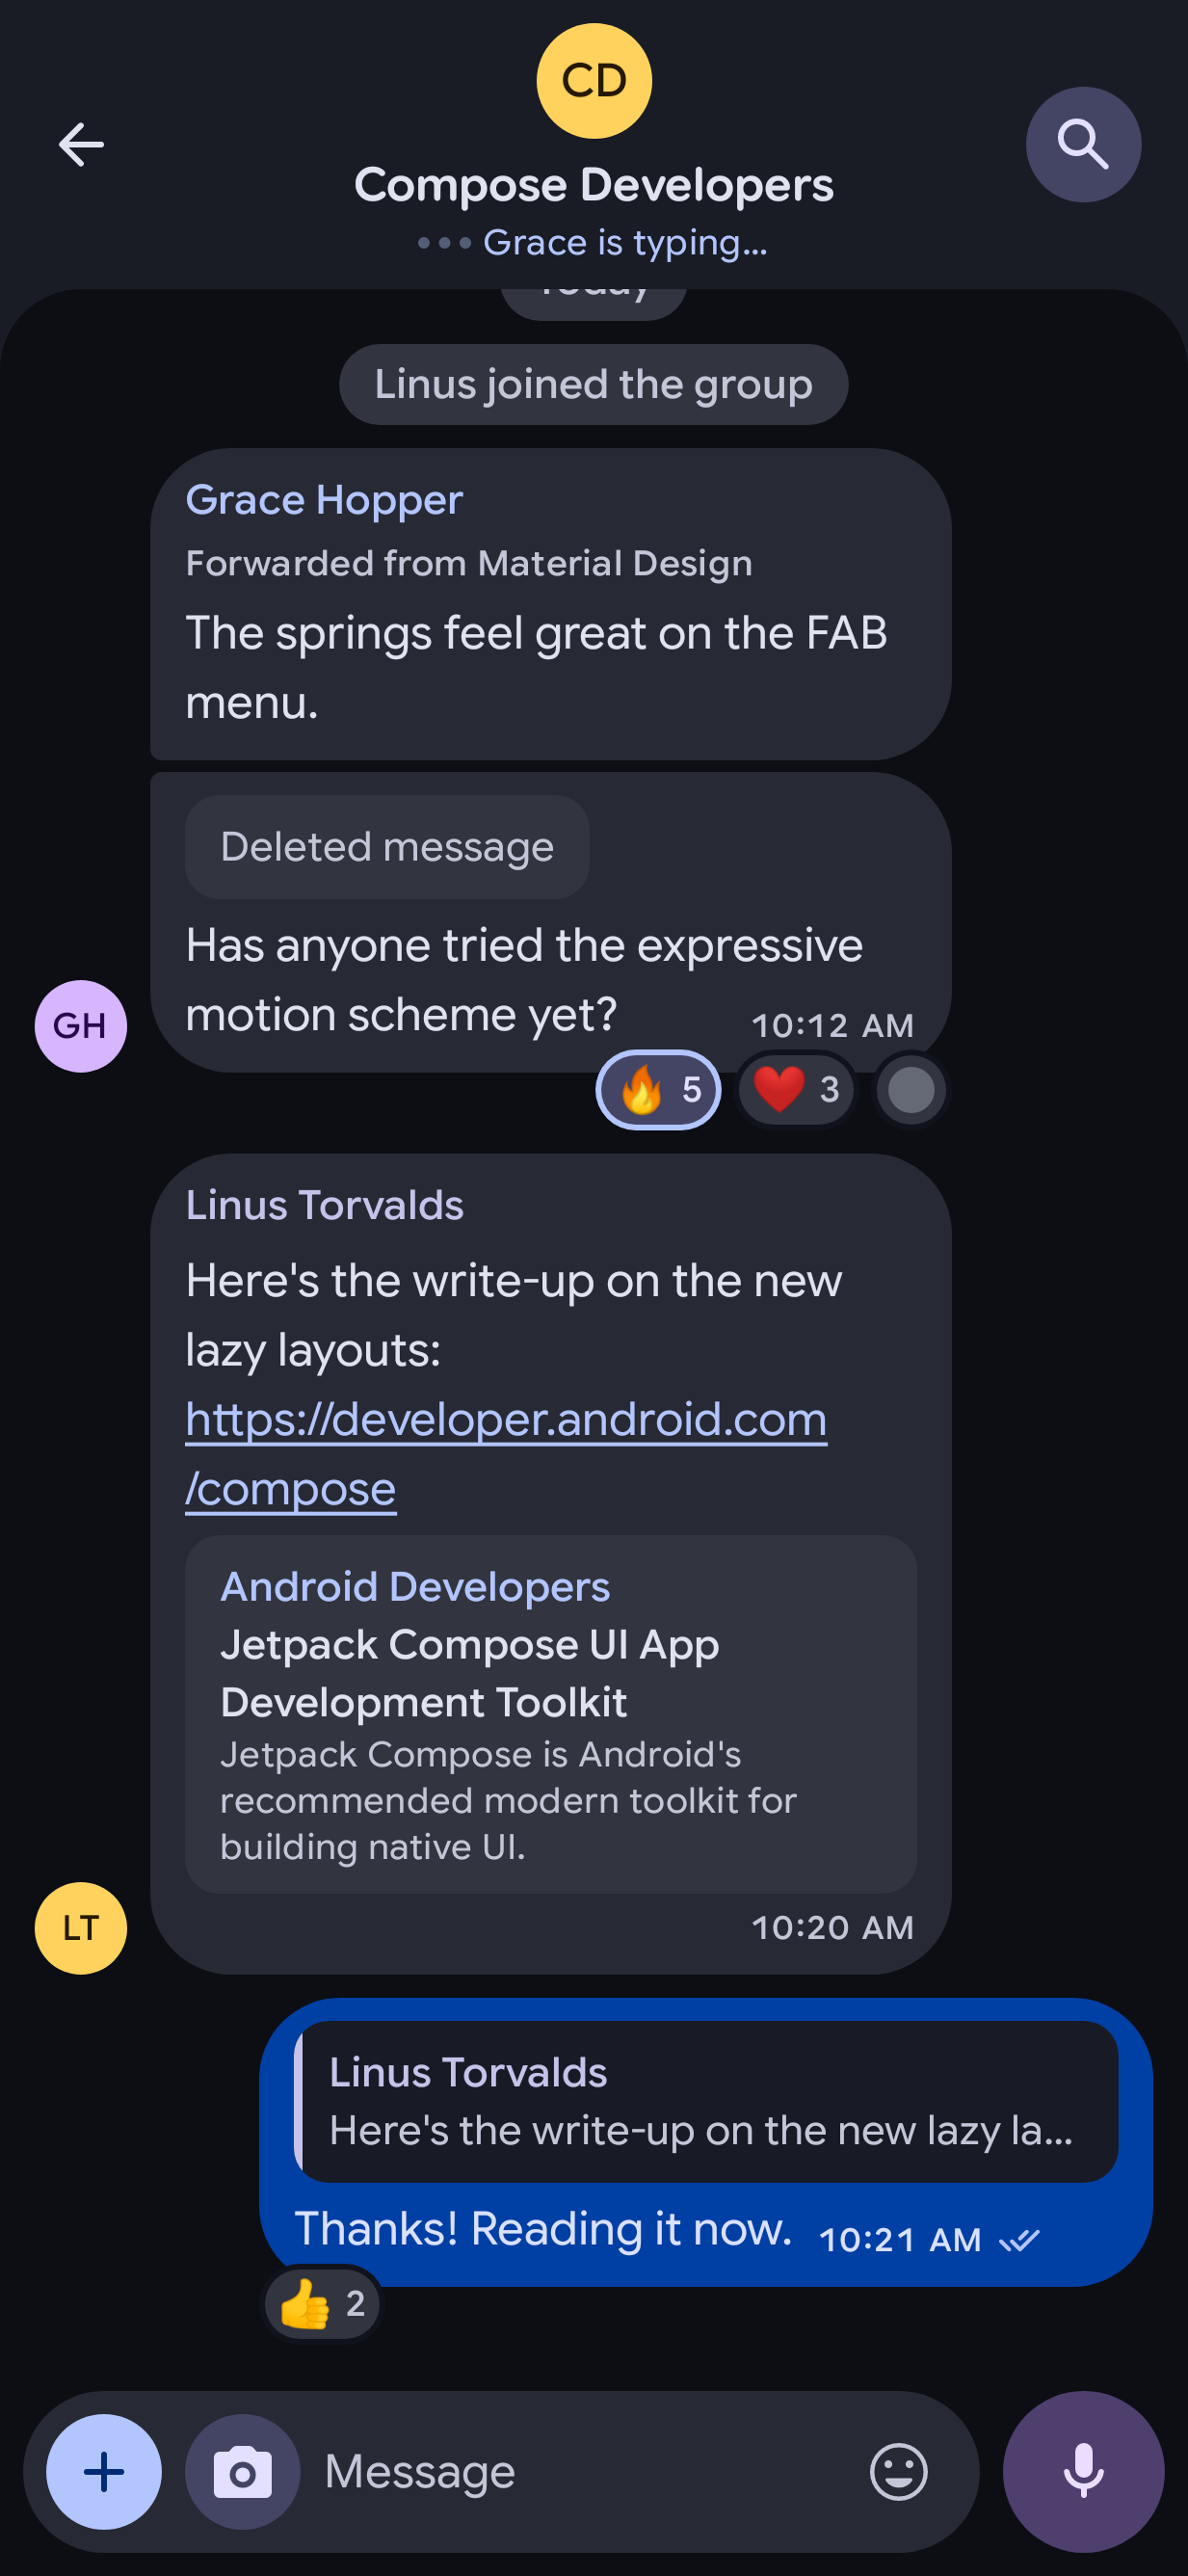 CD
Compose Developers
Grace is typing...
Today
Linus joined the group
Grace Hopper
Forwarded from Material Design
The springs feel great on the FAB
menu.
Deleted message
Has anyone tried the expressive
motion scheme yet?
10:12 AM
GH
5
3
Linus Torvalds
Here's the write-up on the new
lazy layouts:
https://developer.android.com
/compose
Android Developers
Jetpack Compose UI App
Development Toolkit
Jetpack Compose is Android's
recommended modern toolkit for
building native UI.
10:20 AM
LT
Linus Torvalds
Here's the write-up on the new lazy la...
Thanks! Reading it now.
10:21 AM
2
Message